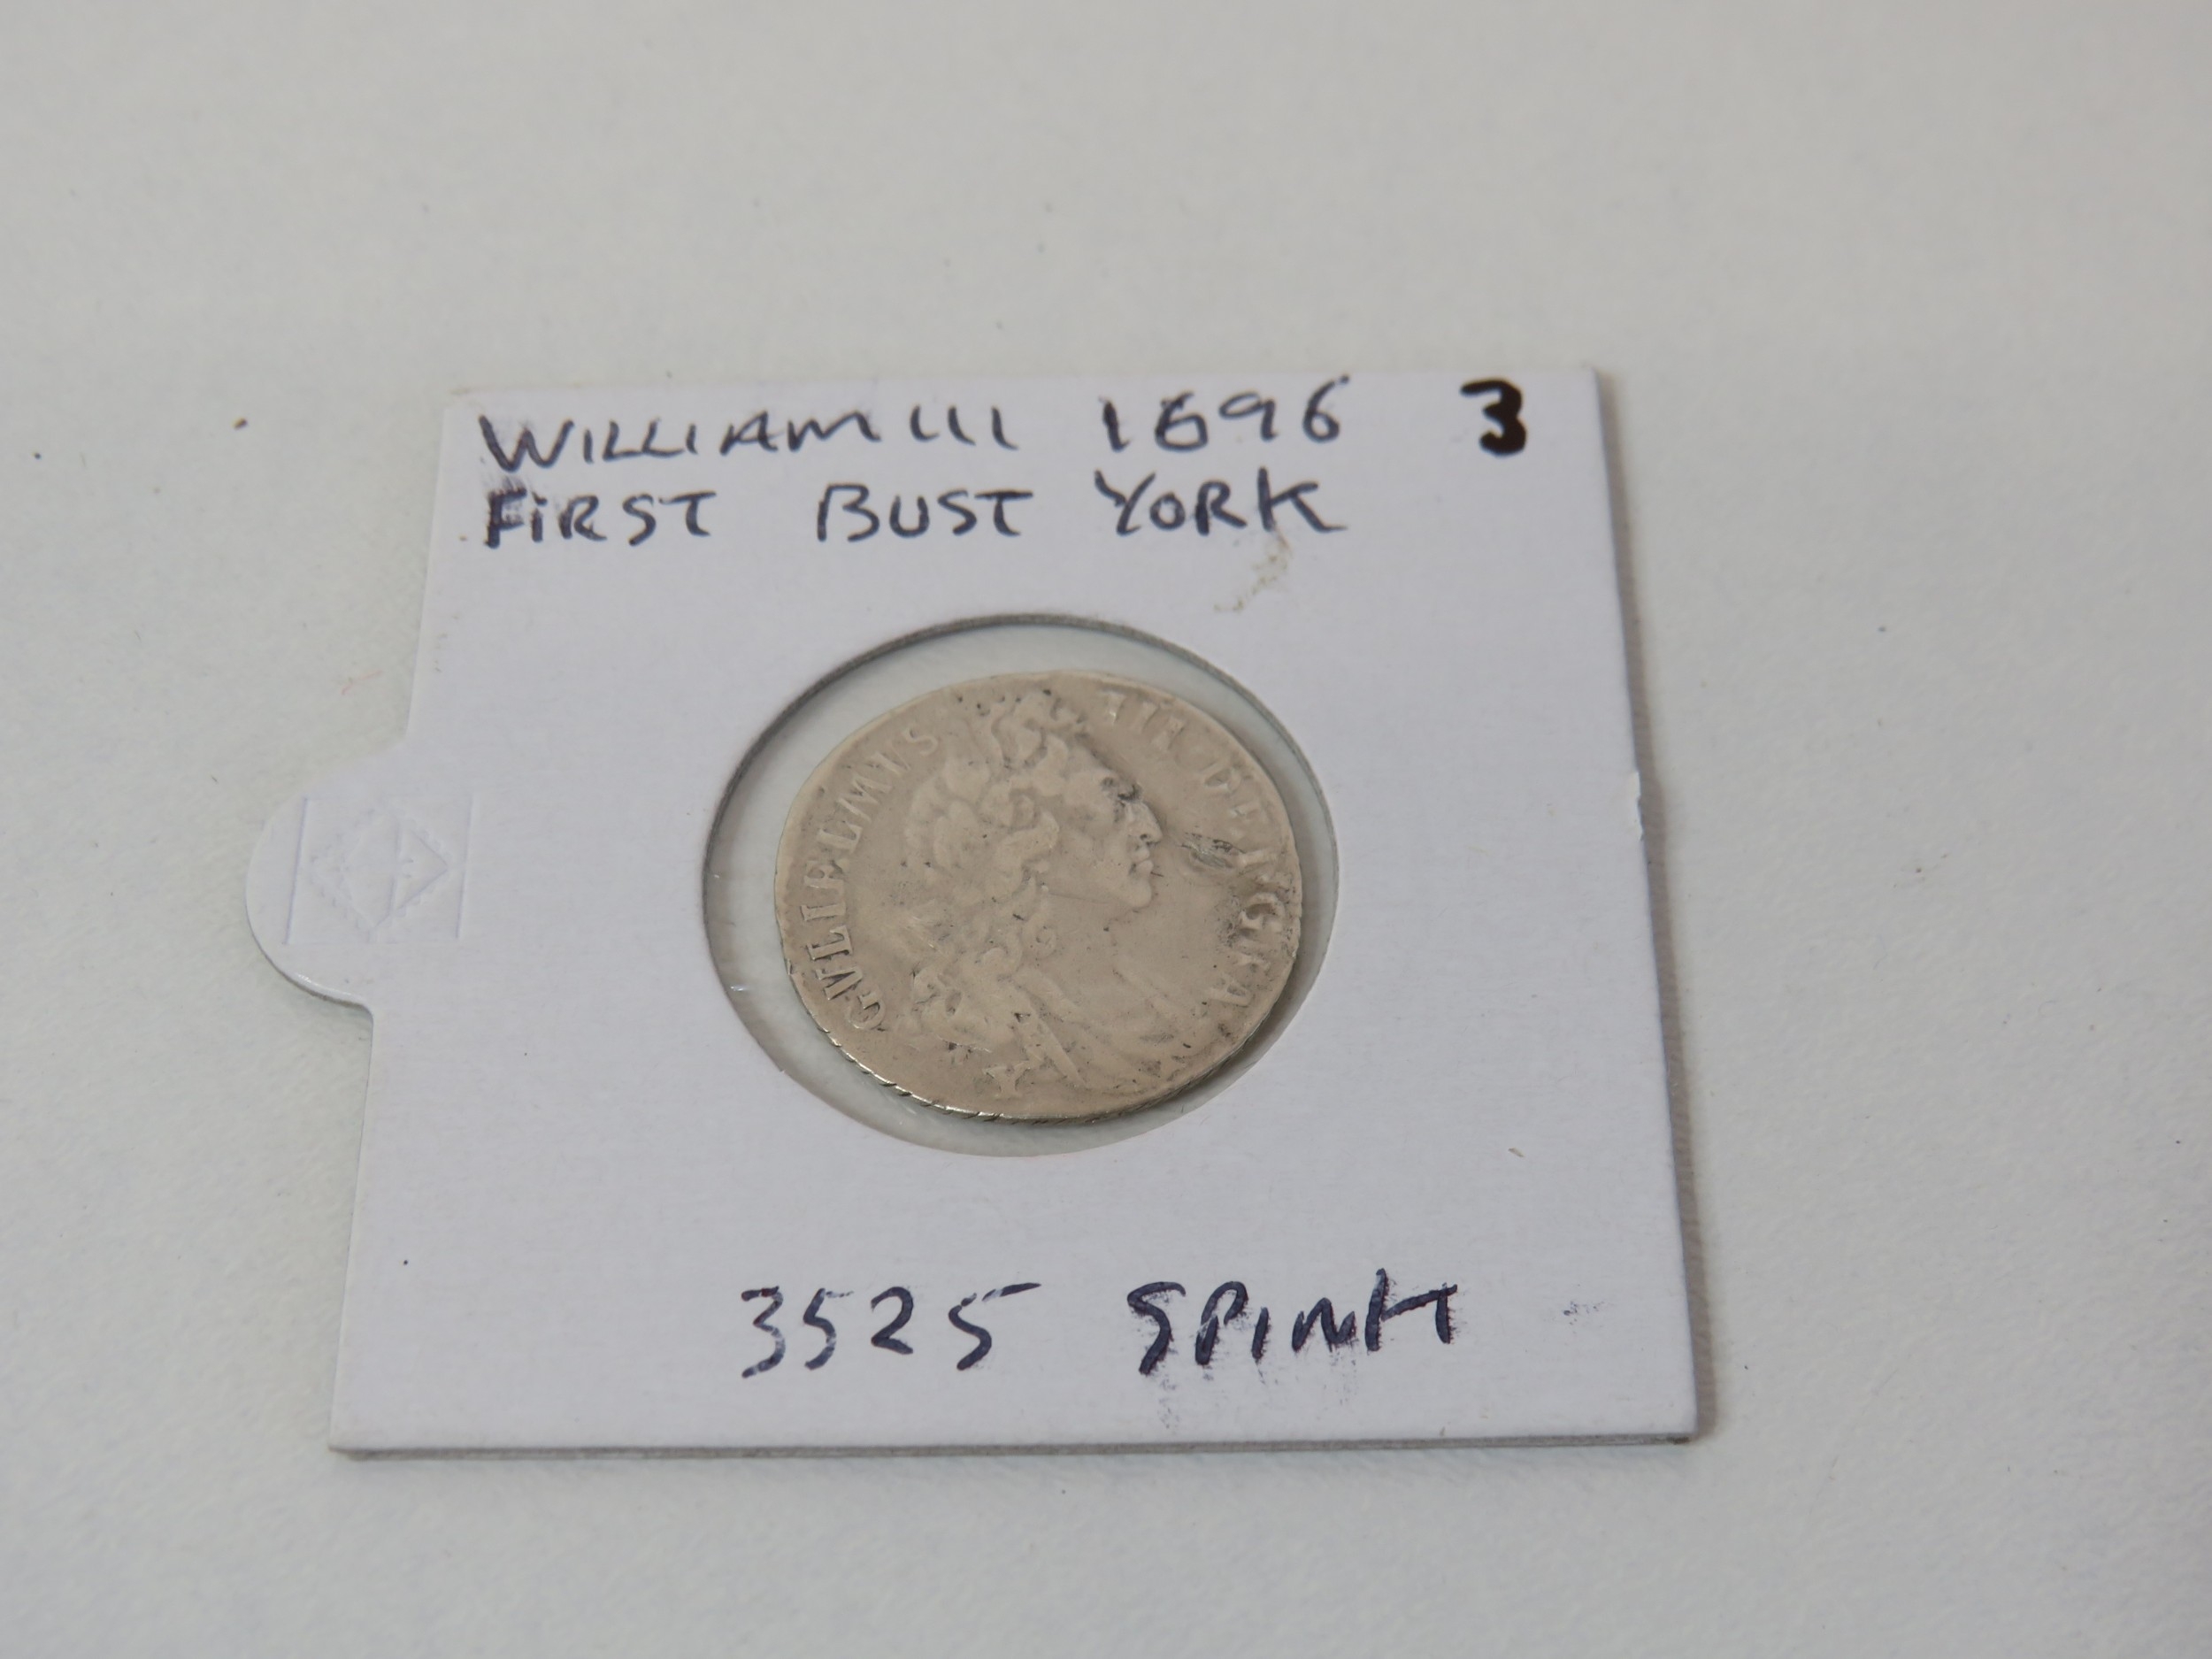 WILLIAM III 1696 3
FIRST BUST YORK
GVLIELMVS III DEI GRA
Y
3525 SPINK